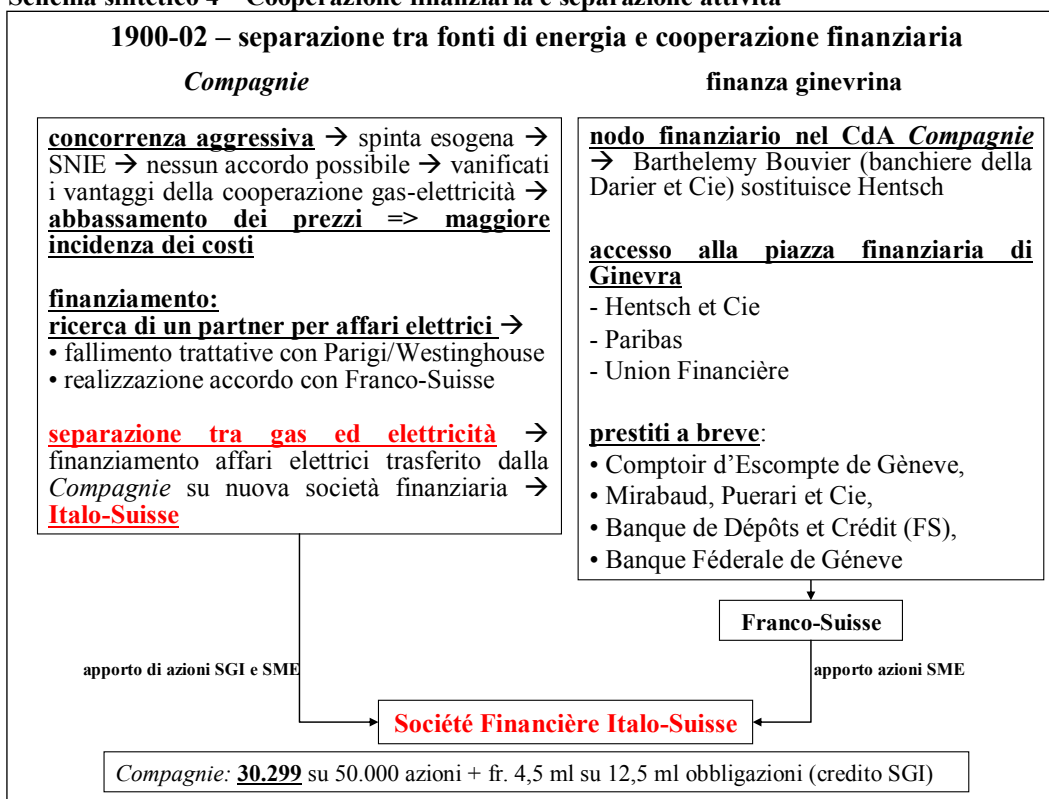 Schema sintetico 4 – Cooperazione finanziaria e separazione attività
1900-02 – separazione tra fonti di energia e cooperazione finanziaria
Compagnie
concorrenza aggressiva → spinta esogena →
SNIE → nessun accordo possibile → vanificati
i vantaggi della cooperazione gas-elettricità →
abbassamento dei prezzi => maggiore
incidenza dei costi
finanziamento:
ricerca di un partner per affari elettrici →
• fallimento trattative con Parigi/Westinghouse
• realizzazione accordo con Franco-Suisse
separazione tra gas ed elettricità →
finanziamento affari elettrici trasferito dalla
Compagnie su nuova società finanziaria →
Italo-Suisse
finanza ginevrina
nodo finanziario nel CdA Compagnie
→ Barthelemy Bouvier (banchiere della
Darier et Cie) sostituisce Hentsch
accesso alla piazza finanziaria di
Ginevra
- Hentsch et Cie
- Paribas
- Union Financière
prestiti a breve:
• Comptoir d'Escompte de Gèneve,
• Mirabaud, Puerari et Cie,
• Banque de Dépôts et Crédit (FS),
• Banque Féderale de Géneve
Franco-Suisse
apporto di azioni SGI e SME
apporto azioni SME
Société Financière Italo-Suisse
Compagnie: 30.299 su 50.000 azioni + fr. 4,5 ml su 12,5 ml obbligazioni (credito SGI)